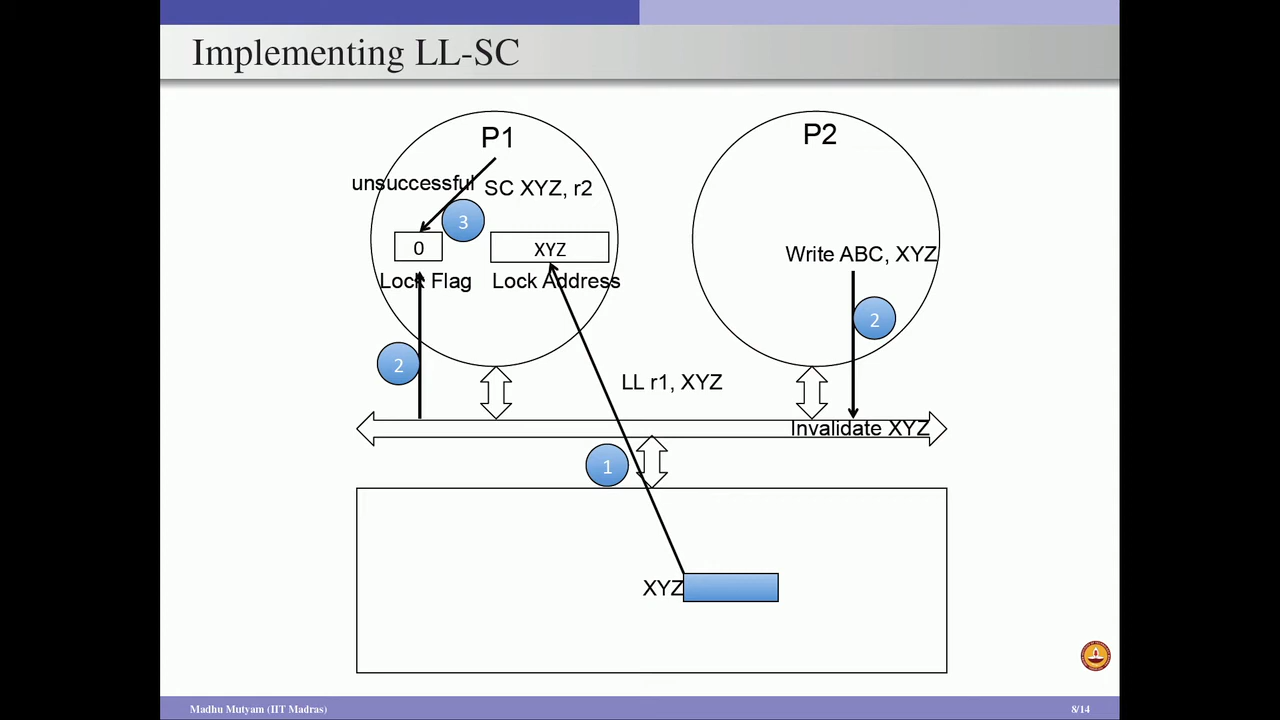 Implementing LL-SC
P1
P2
unsuccessful
SC XYZ, r2
3
0
XYZ
Write ABC, XYZ
Lock Flag
Lock Address
2
2
LL r1, XYZ
Invalidate XYZ
1
XYZ
Madhu Mutyam (IIT Madras)
8/14